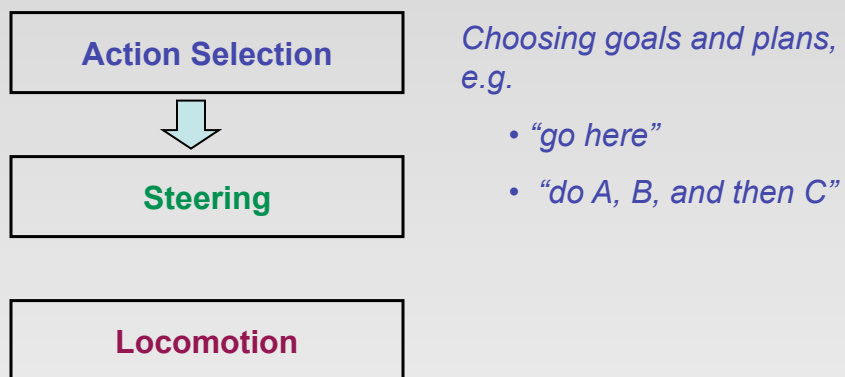 Action Selection
Choosing goals and plans,
e.g.
• “go here”
• “do A, B, and then C”
Steering
Locomotion